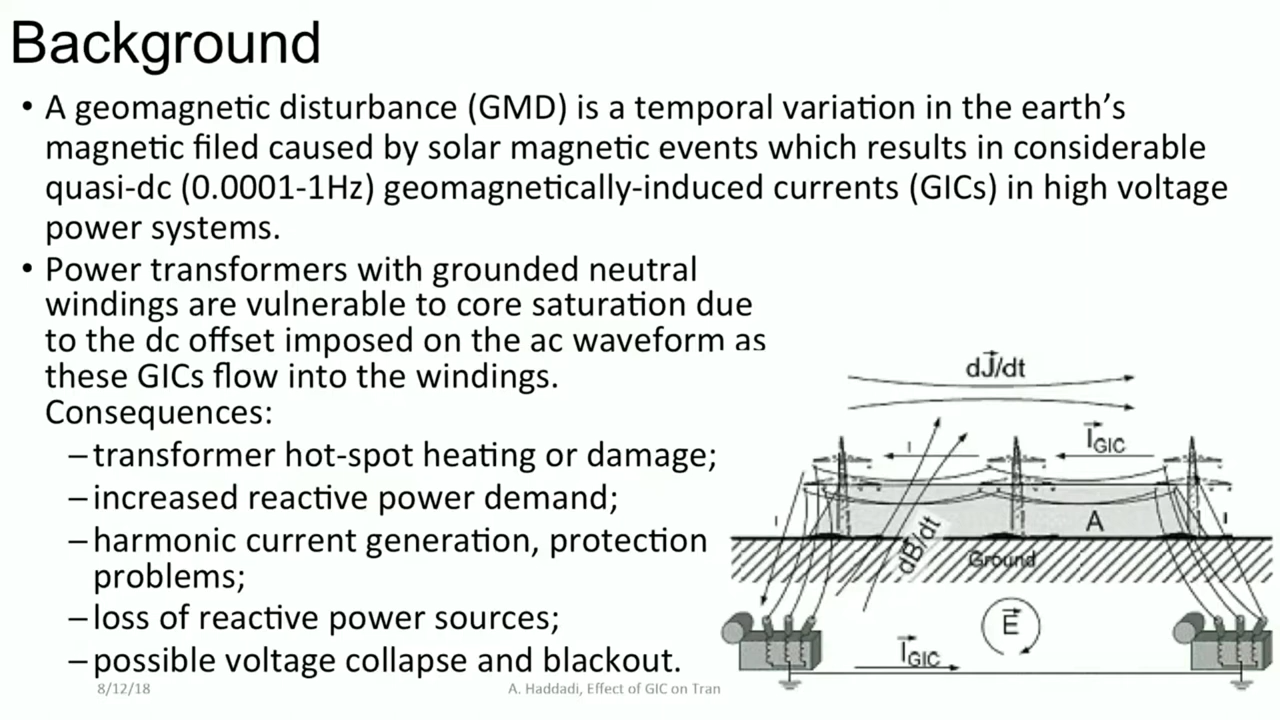 Background
• A geomagnetic disturbance (GMD) is a temporal variation in the earth's
magnetic filed caused by solar magnetic events which results in considerable
quasi-dc (0.0001-1Hz) geomagnetically-induced currents (GICs) in high voltage
power systems.
• Power transformers with grounded neutral
windings are vulnerable to core saturation due
to the dc offset imposed on the ac waveform as
these GICs flow into the windings.
Consequences:
– transformer hot-spot heating or damage;
– increased reactive power demand;
– harmonic current generation, protection
problems;
– loss of reactive power sources;
– possible voltage collapse and blackout.
dJ/dt
I
IGIC
A
I
I
dB/dt
Ground
E
IGIC
8/12/18
A. Haddadi, Effect of GIC on Tran